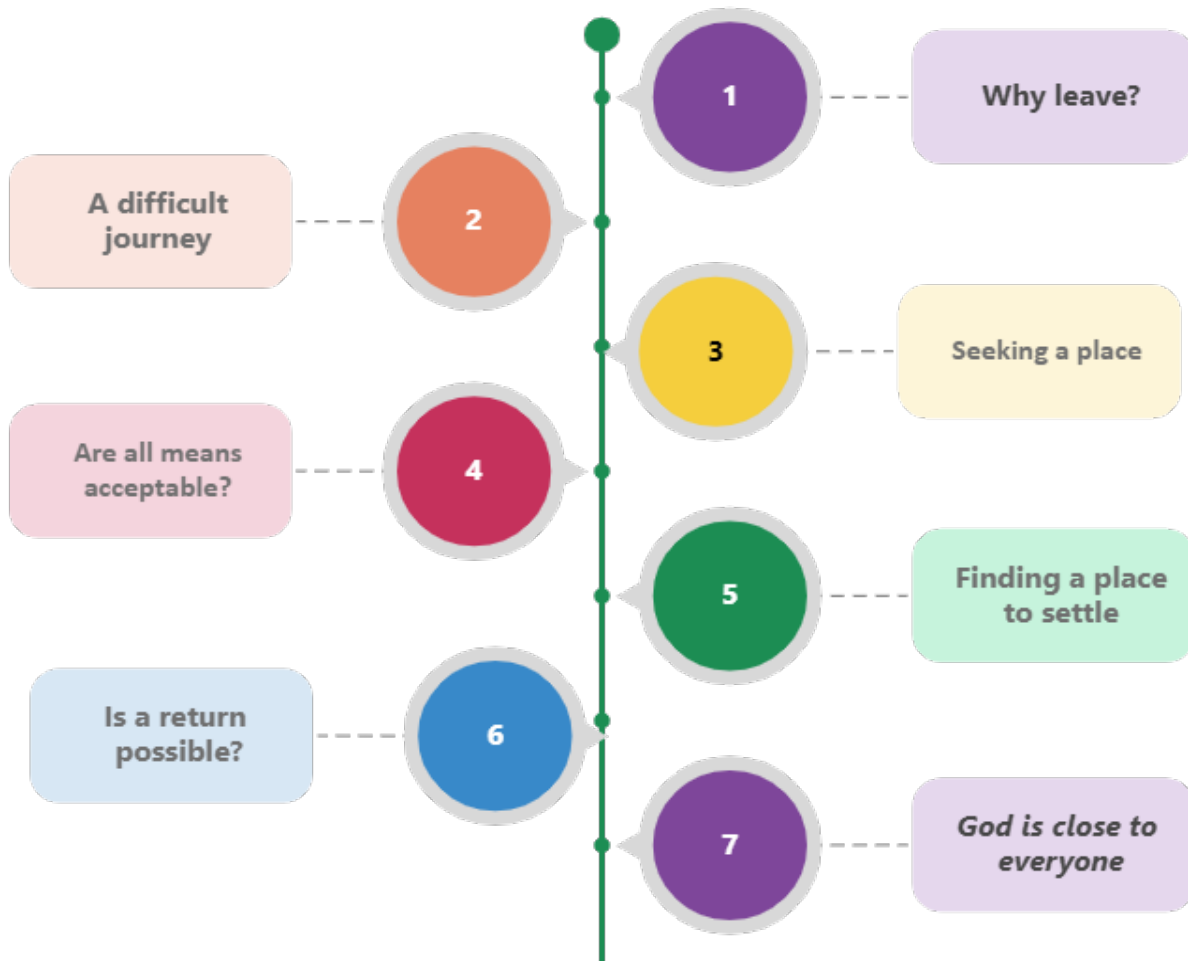 1
Why leave?
2
A difficult
journey
3
Seeking a place
4
Are all means
acceptable?
5
Finding a place
to settle
6
Is a return
possible?
7
God is close to
everyone